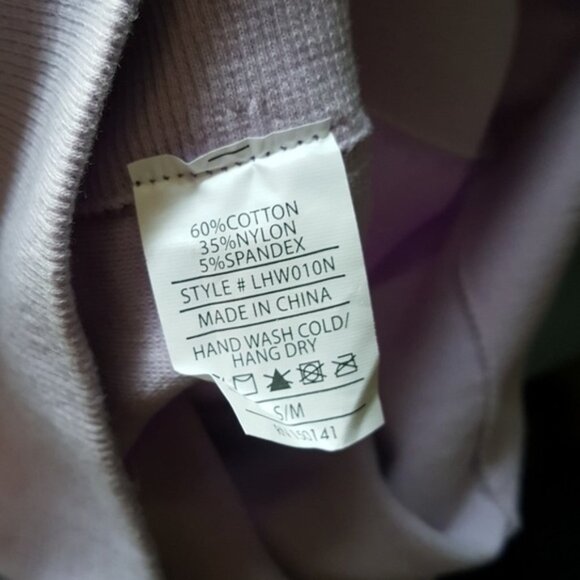 60%COTTON
35%NYLON
5%SPANDEX
STYLE # LHW010N
MADE IN CHINA
HAND WASH COLD/
HANG DRY
S/M